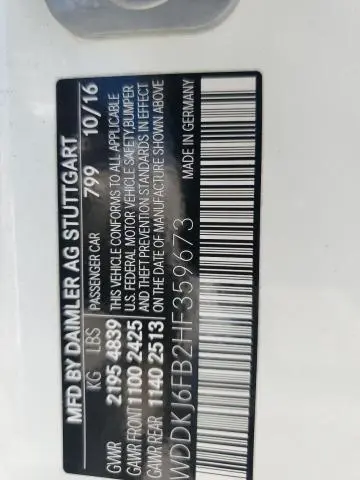 MFD BY DAIMLER AG STUTTGART
KG LBS PASSENGER CAR 799 10/16
GVWR 2195 4839 THIS VEHICLE CONFORMS TO ALL APPLICABLE
U.S. FEDERAL MOTOR VEHICLE SAFETY,BUMPER
GAWR FRONT 1100 2425 AND THEFT PREVENTION STANDARDS IN EFFECT
GAWR REAR 1140 2513 ON THE DATE OF MANUFACTURE SHOWN ABOVE
WDDKJ6FB2HF359673 MADE IN GERMANY